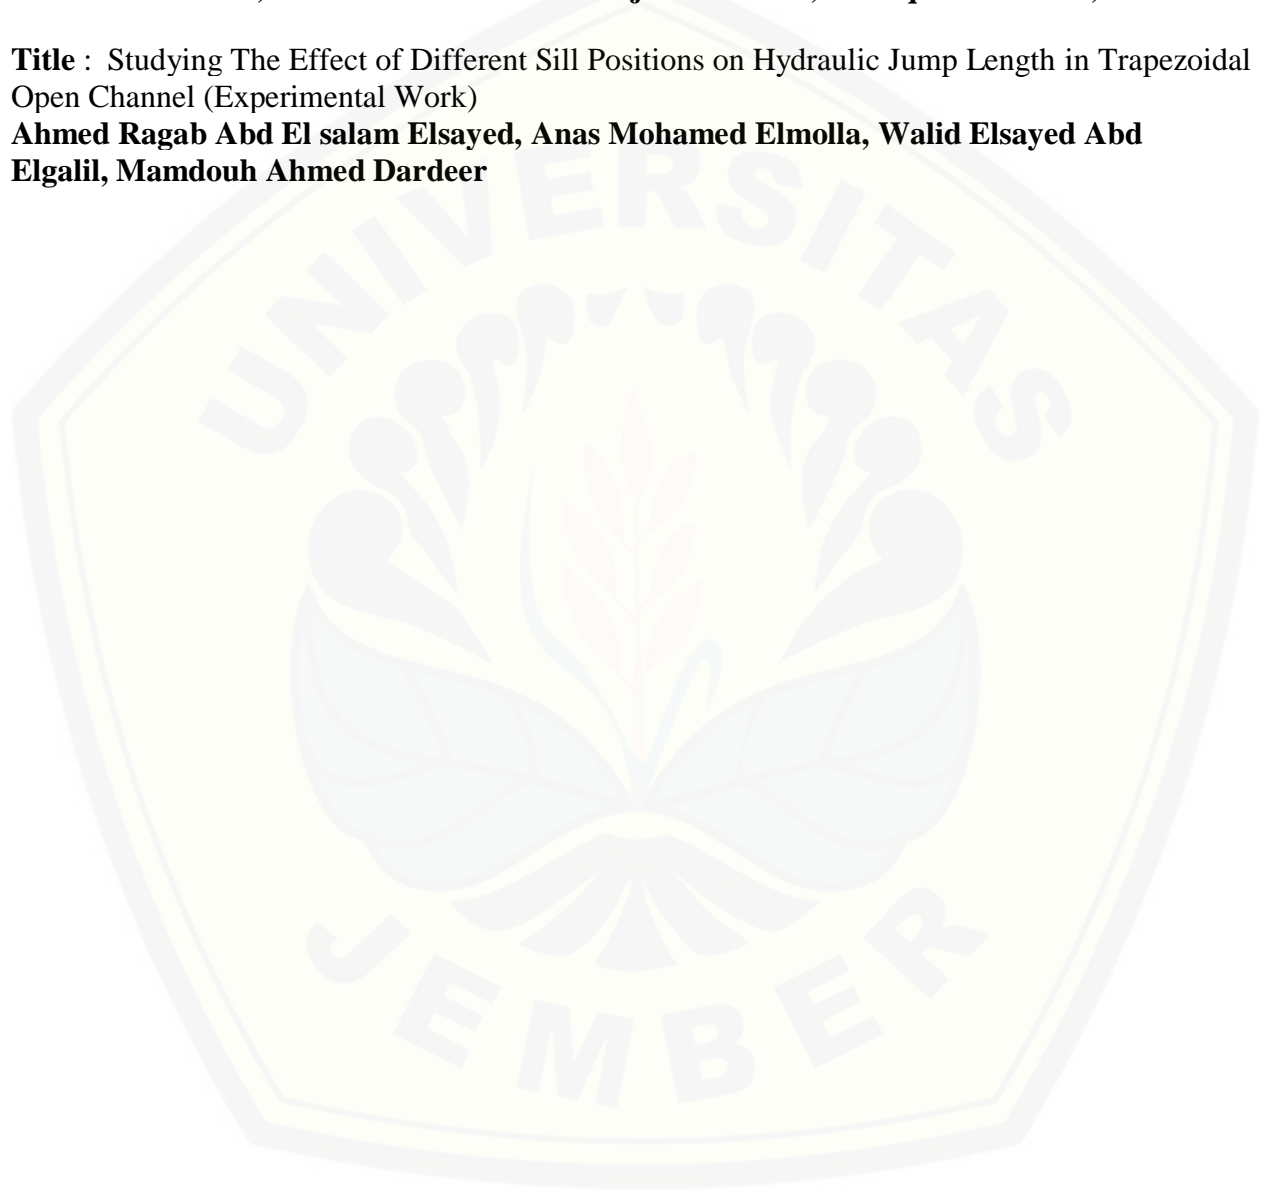 Title : Studying The Effect of Different Sill Positions on Hydraulic Jump Length in Trapezoidal
Open Channel (Experimental Work)
Ahmed Ragab Abd El salam Elsayed, Anas Mohamed Elmolla, Walid Elsayed Abd
Elgalil, Mamdouh Ahmed Dardeer
UNIVERSITAS
JEMBER